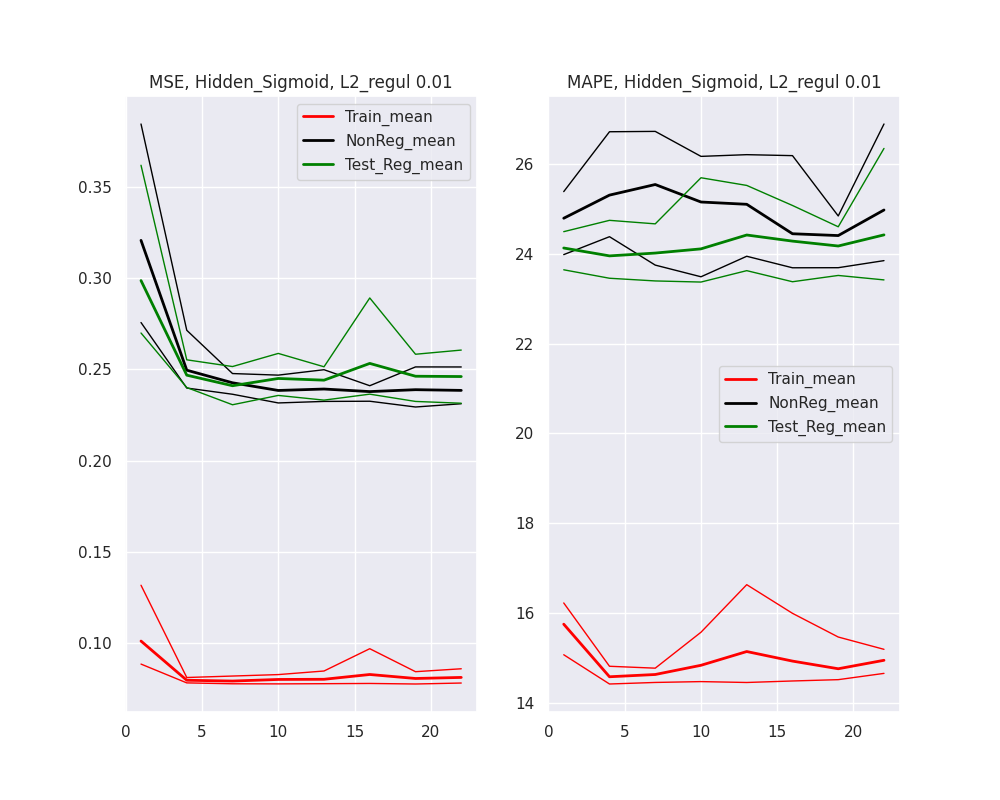 MSE, Hidden_Sigmoid, L2_regul 0.01
Train_mean
NonReg_mean
Test_Reg_mean
0.35
0.30
0.25
0.20
0.15
0.10
0 5 10 15 20
MAPE, Hidden_Sigmoid, L2_regul 0.01
26
24
22
20
18
16
14
Train_mean
NonReg_mean
Test_Reg_mean
0 5 10 15 20